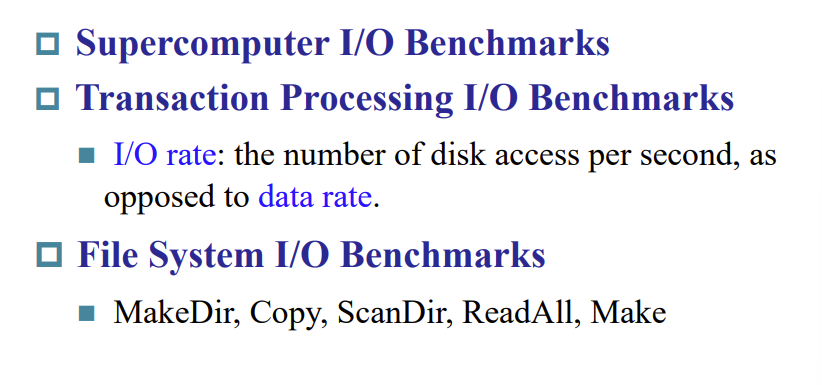 Supercomputer I/O Benchmarks
Transaction Processing I/O Benchmarks
I/O rate: the number of disk access per second, as
opposed to data rate.
File System I/O Benchmarks
MakeDir, Copy, ScanDir, ReadAll, Make